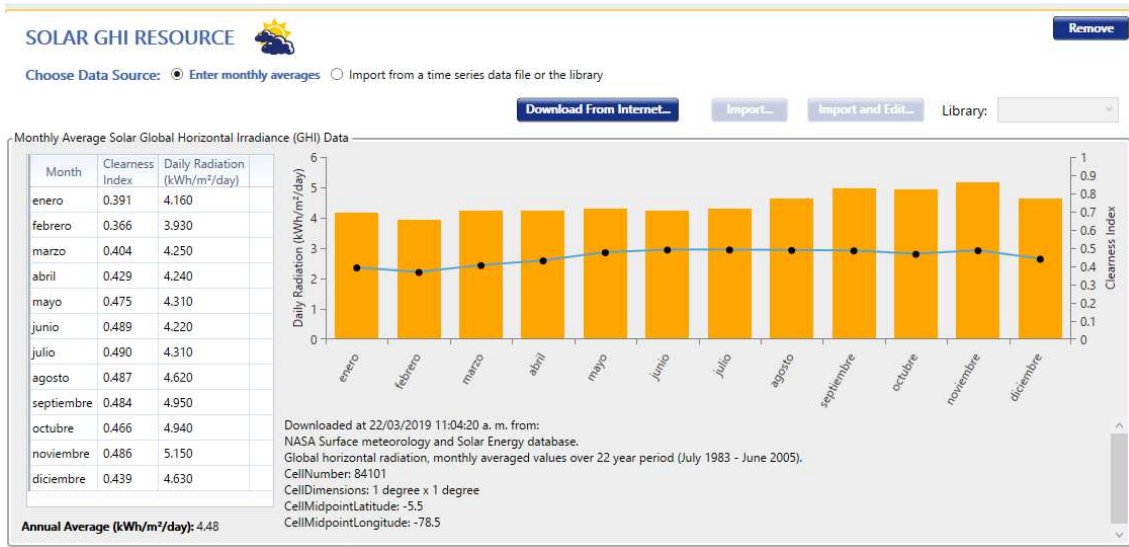 SOLAR GHI RESOURCE
Remove
Choose Data Source: Enter monthly averages Import from a time series data file or the library
Download From Internet... Import... Import and Edit... Library:
Monthly Average Solar Global Horizontal Irradiance (GHI) Data
Month Clearness Index Daily Radiation (kWh/m²/day)
enero 0.391 4.160
febrero 0.366 3.930
marzo 0.404 4.250
abril 0.429 4.240
mayo 0.475 4.310
junio 0.489 4.220
julio 0.490 4.310
agosto 0.487 4.620
septiembre 0.484 4.950
octubre 0.466 4.940
noviembre 0.486 5.150
diciembre 0.439 4.630
Annual Average (kWh/m²/day): 4.48
Daily Radiation (kWh/m²/day)
6
5
4
3
2
1
0
enero febrero marzo abril mayo junio julio agosto septiembre octubre noviembre diciembre
1
0.9
0.8
0.7
0.6
0.5
0.4
0.3
0.2
0.1
0
Clearness Index
Downloaded at 22/03/2019 11:04:20 a. m. from:
NASA Surface meteorology and Solar Energy database.
Global horizontal radiation, monthly averaged values over 22 year period (July 1983 - June 2005).
CellNumber: 84101
CellDimensions: 1 degree x 1 degree
CellMidpointLatitude: -5.5
CellMidpointLongitude: -78.5